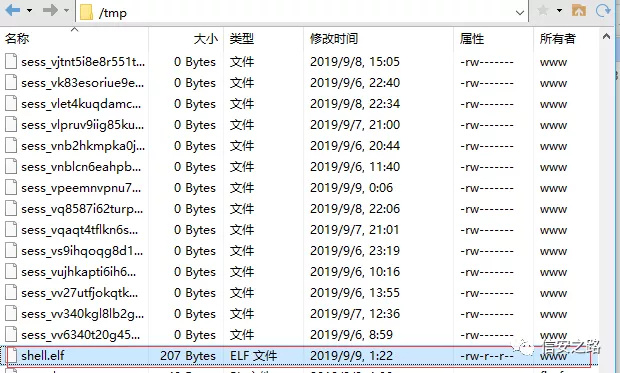 /tmp
名称 大小 类型 修改时间 属性 所有者
sess_vjtnt5i8e8r551t... 0 Bytes 文件 2019/9/8, 15:05 -rw------- www
sess_vk83esoriue9e... 0 Bytes 文件 2019/9/6, 22:40 -rw------- www
sess_vlet4kuqdamc... 0 Bytes 文件 2019/9/8, 22:34 -rw------- www
sess_vlpruv9iig85ku... 0 Bytes 文件 2019/9/7, 21:00 -rw------- www
sess_vnb2hkmpka0j... 0 Bytes 文件 2019/9/6, 20:44 -rw------- www
sess_vnblcn6eahpb... 0 Bytes 文件 2019/9/6, 11:40 -rw------- www
sess_vpeemnvpnu7... 0 Bytes 文件 2019/9/9, 0:06 -rw------- www
sess_vq8587i62turp... 0 Bytes 文件 2019/9/8, 22:06 -rw------- www
sess_vqaqt4tflkn6s... 0 Bytes 文件 2019/9/7, 21:01 -rw------- www
sess_vs9ihqoqg8d1... 0 Bytes 文件 2019/9/6, 23:19 -rw------- www
sess_vujhkapti6ih6... 0 Bytes 文件 2019/9/6, 10:16 -rw------- www
sess_vv27utfjokqtk... 0 Bytes 文件 2019/9/6, 13:55 -rw------- www
sess_vv340kgl8lb2g... 0 Bytes 文件 2019/9/7, 12:36 -rw------- www
sess_vv6340t20g45... 0 Bytes 文件 2019/9/6, 8:59 -rw------- www
shell.elf 207 Bytes ELF 文件 2019/9/9, 1:22 -rw-r--r-- www
信安之路